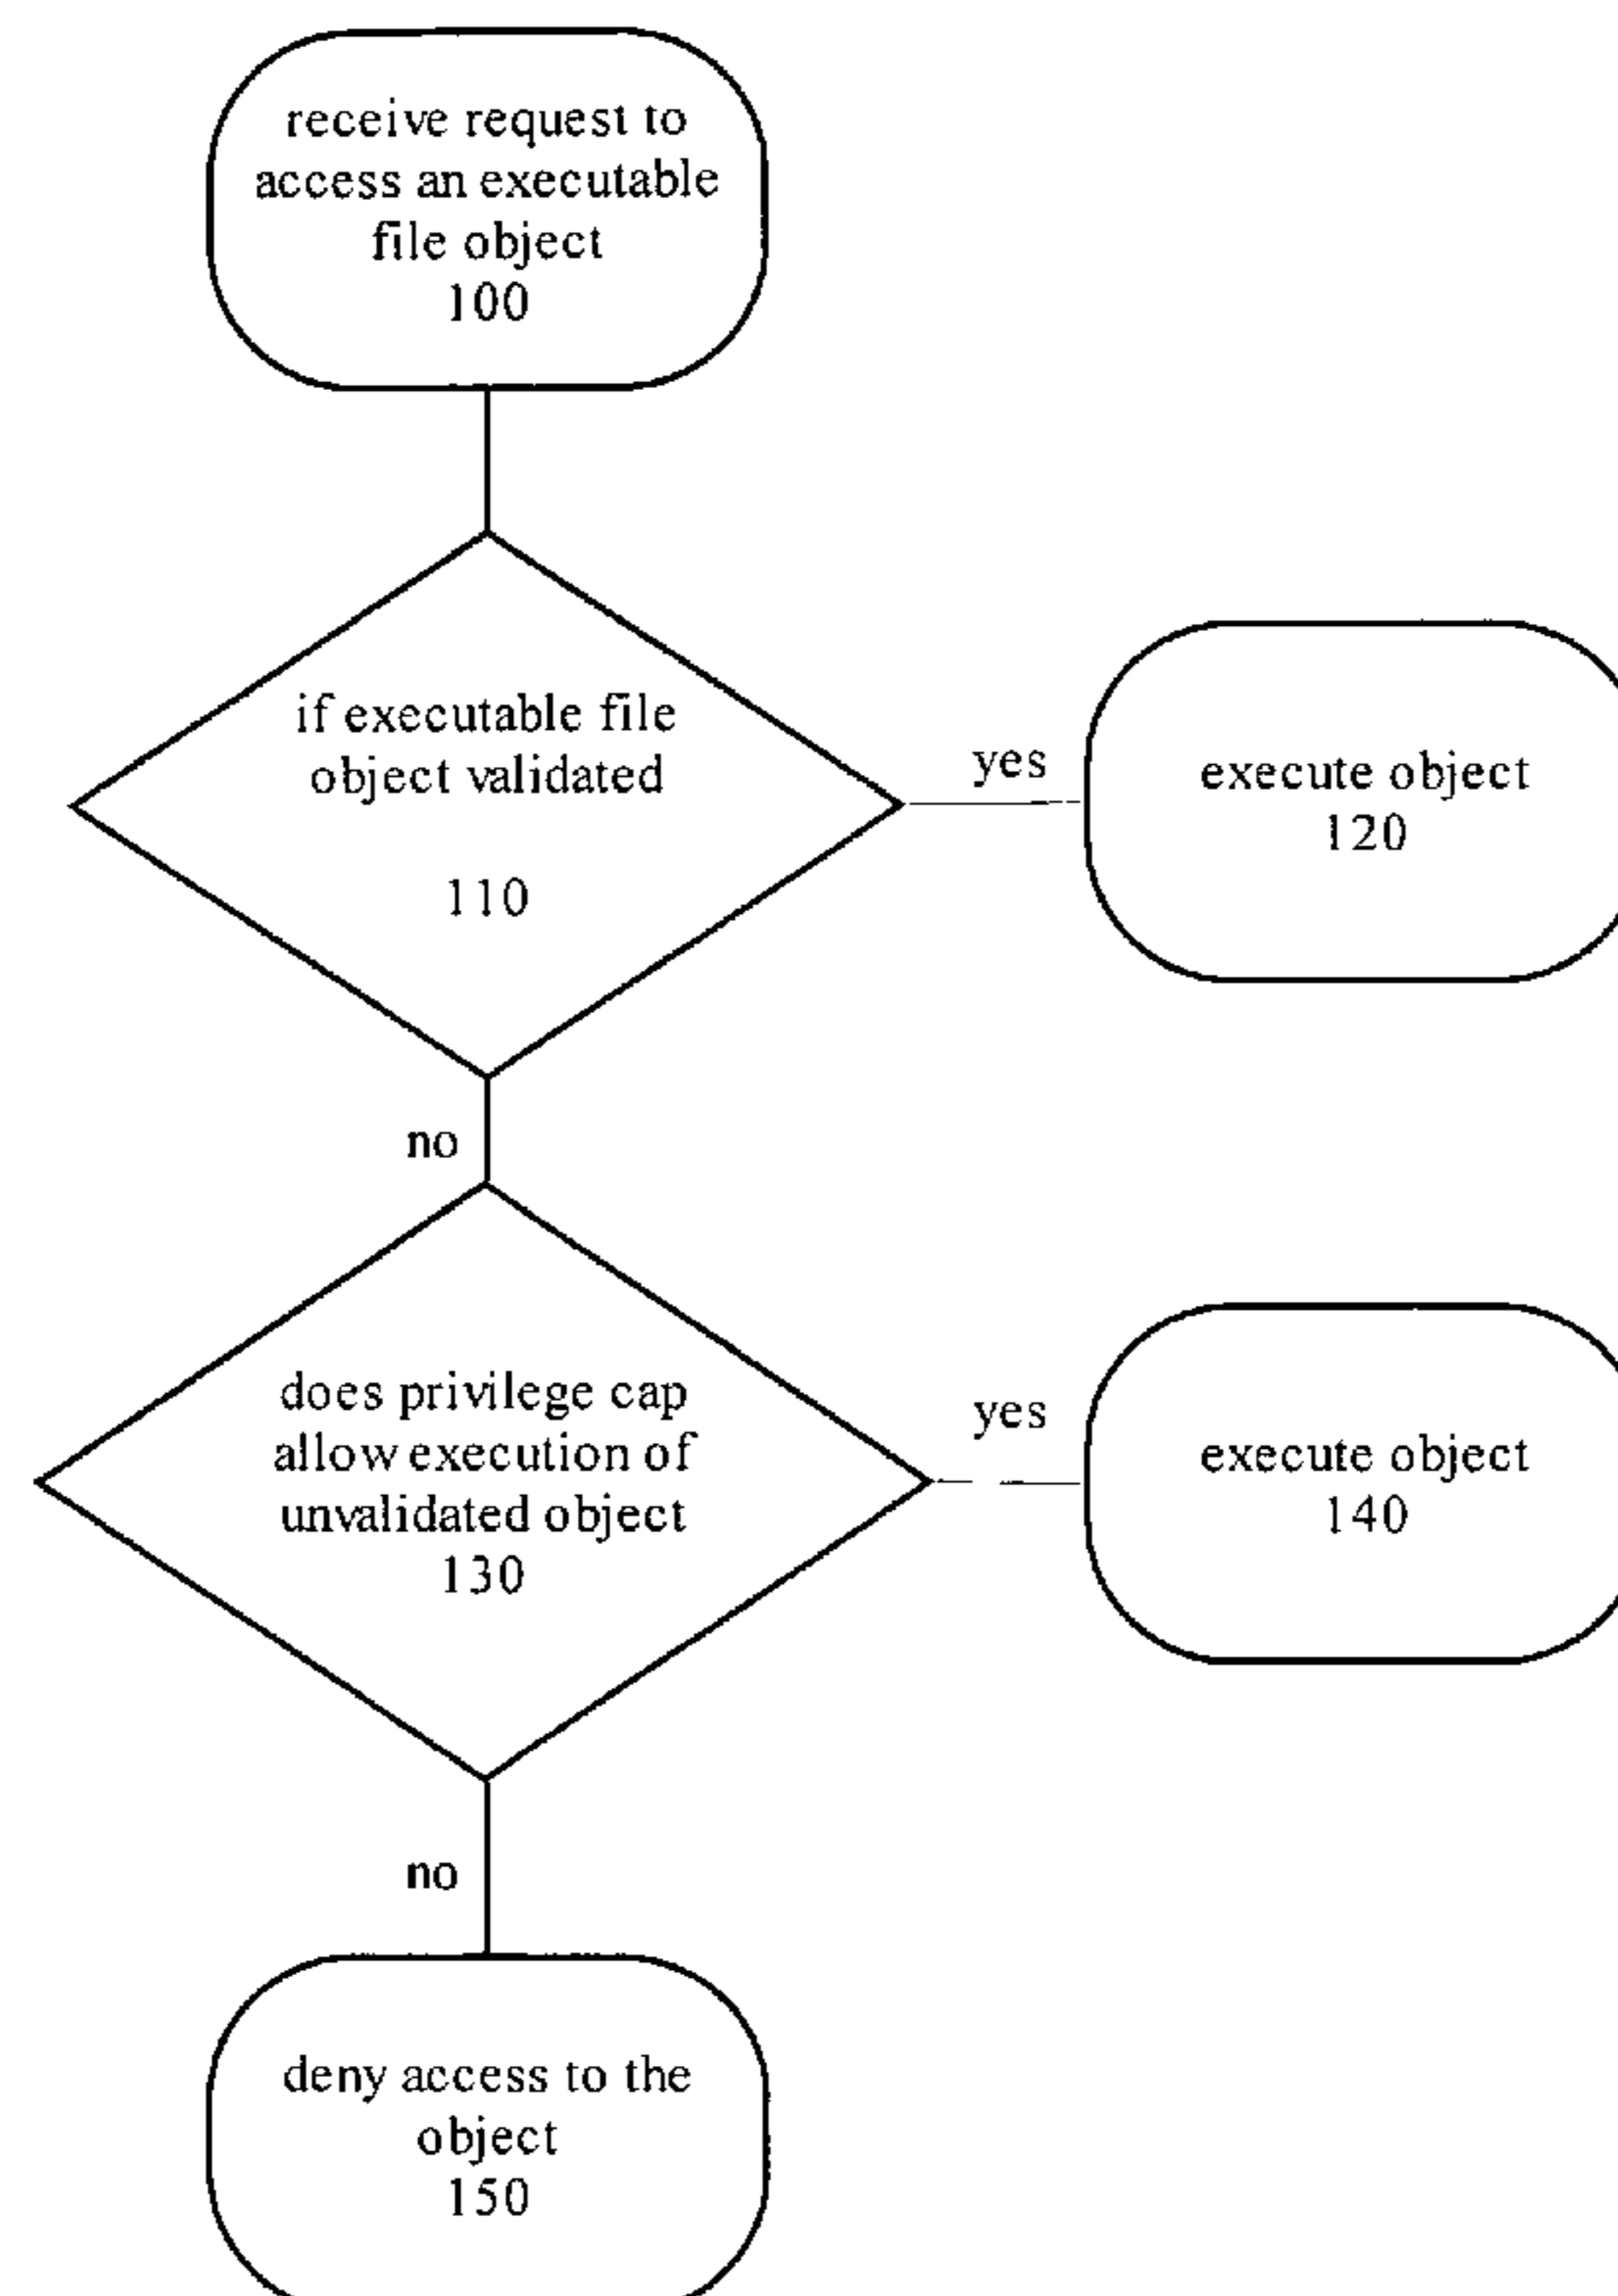 receive request to
access an executable
file object
100
if executable file
object validated
110
yes
execute object
120
no
does privilege cap
allow execution of
unvalidated object
130
yes
execute object
140
no
deny access to the
object
150